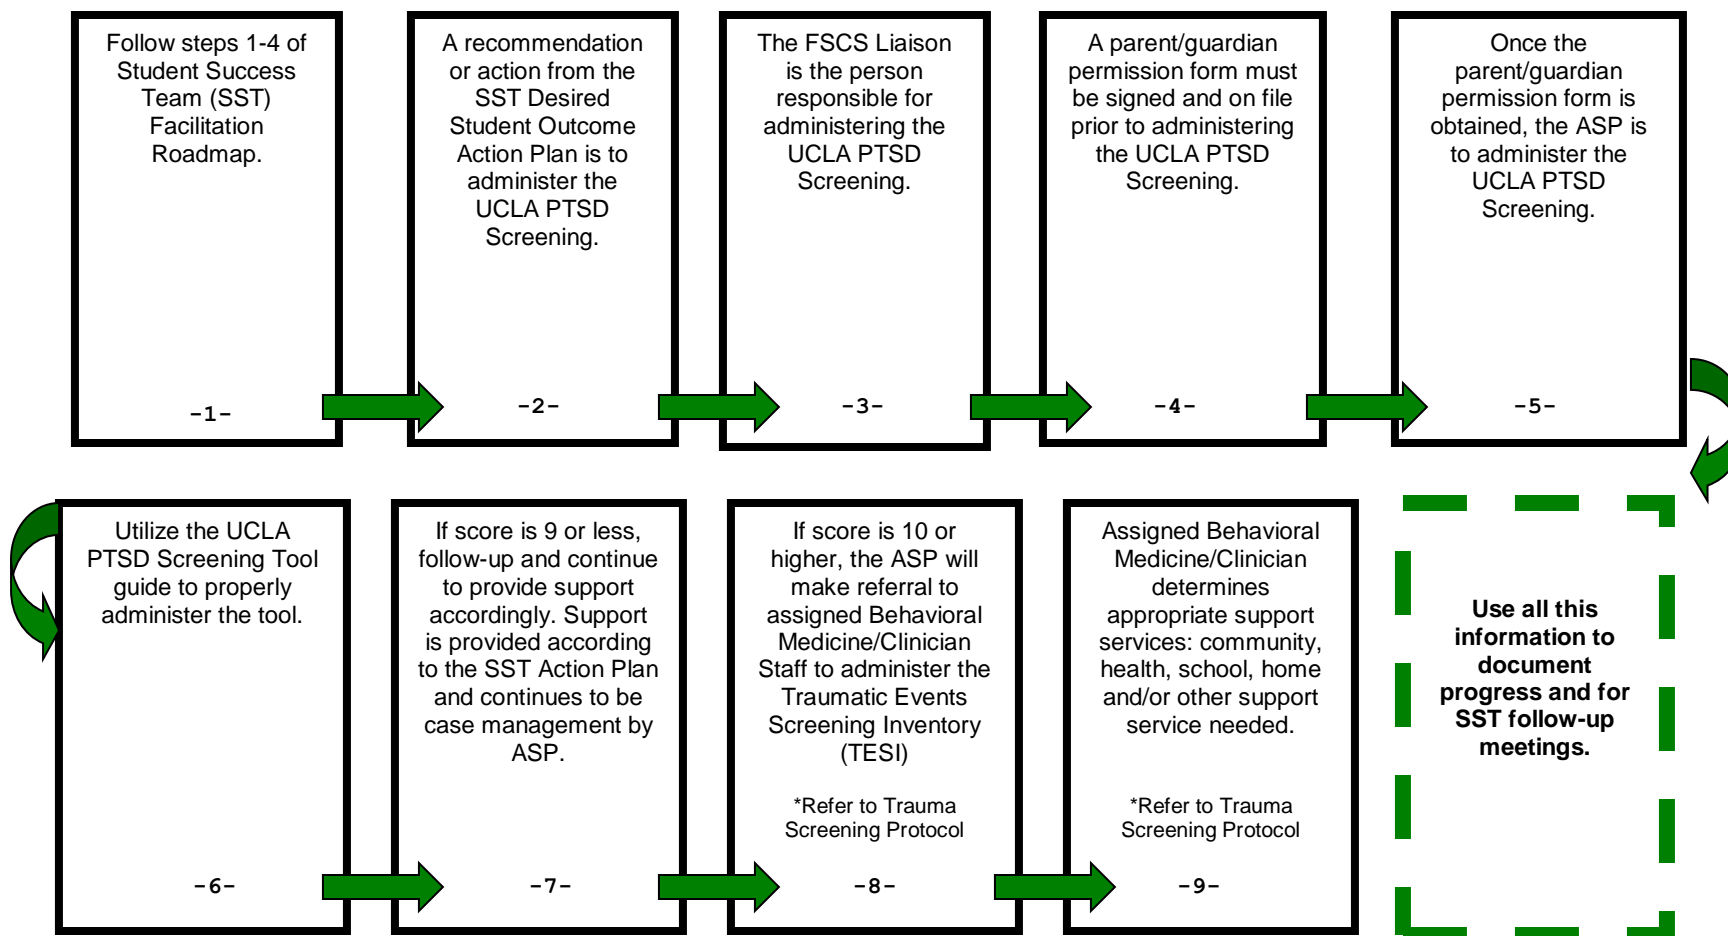 Follow steps 1-4 of
Student Success
Team (SST)
Facilitation
Roadmap.
-1-
A recommendation
or action from the
SST Desired
Student Outcome
Action Plan is to
administer the
UCLA PTSD
Screening.
-2-
The FSCS Liaison
is the person
responsible for
administering the
UCLA PTSD
Screening.
-3-
A parent/guardian
permission form must
be signed and on file
prior to administering
the UCLA PTSD
Screening.
-4-
Once the
parent/guardian
permission form is
obtained, the ASP is
to administer the
UCLA PTSD
Screening.
-5-
Utilize the UCLA
PTSD Screening Tool
guide to properly
administer the tool.
-6-
If score is 9 or less,
follow-up and continue
to provide support
accordingly. Support
is provided according
to the SST Action Plan
and continues to be
case management by
ASP.
-7-
If score is 10 or
higher, the ASP will
make referral to
assigned Behavioral
Medicine/Clinician
Staff to administer the
Traumatic Events
Screening Inventory
(TESI)
*Refer to Trauma
Screening Protocol
-8-
Assigned Behavioral
Medicine/Clinician
determines
appropriate support
services: community,
health, school, home
and/or other support
service needed.
*Refer to Trauma
Screening Protocol
-9-
Use all this
information to
document
progress and for
SST follow-up
meetings.